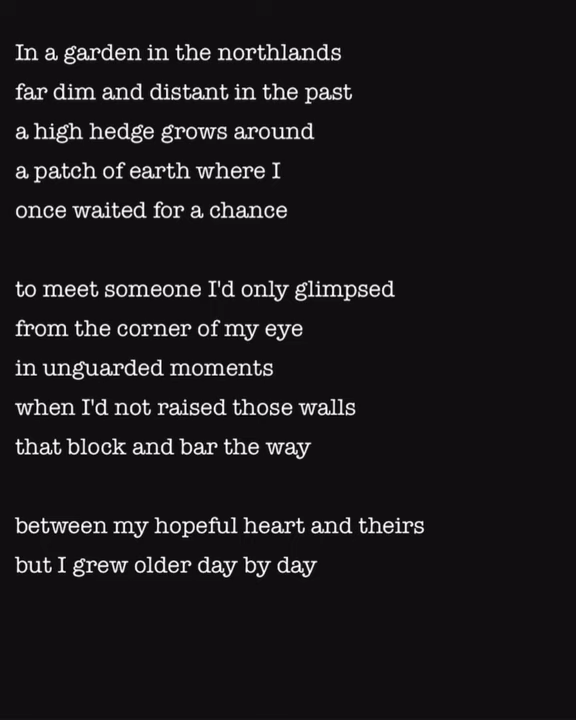 In a garden in the northlands
far dim and distant in the past
a high hedge grows around
a patch of earth where I
once waited for a chance

to meet someone I'd only glimpsed
from the corner of my eye
in unguarded moments
when I'd not raised those walls
that block and bar the way

between my hopeful heart and theirs
but I grew older day by day